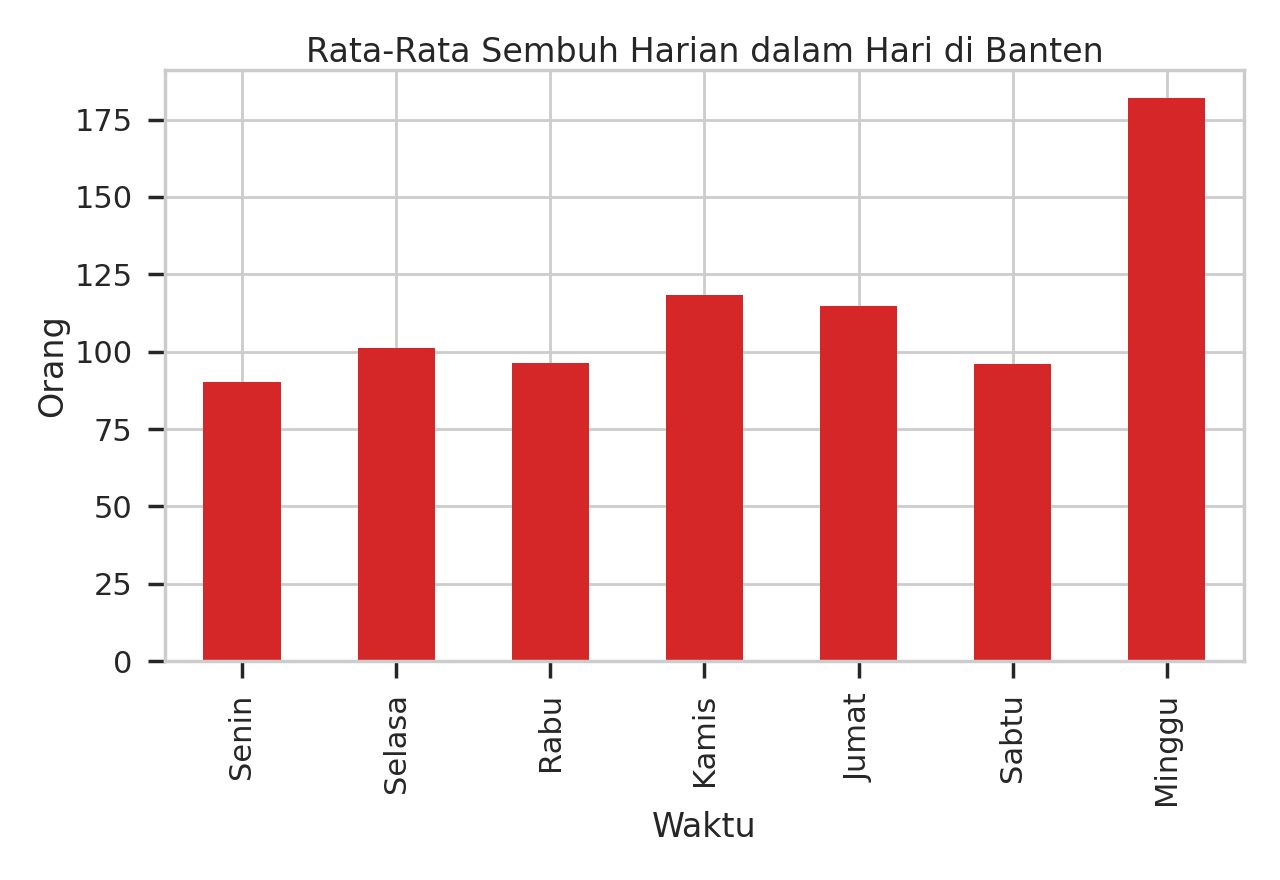 Rata-Rata Sembuh Harian dalam Hari di Banten
Orang
175
150
125
100
75
50
25
0
Senin
Selasa
Rabu
Kamis
Jumat
Sabtu
Minggu
Waktu